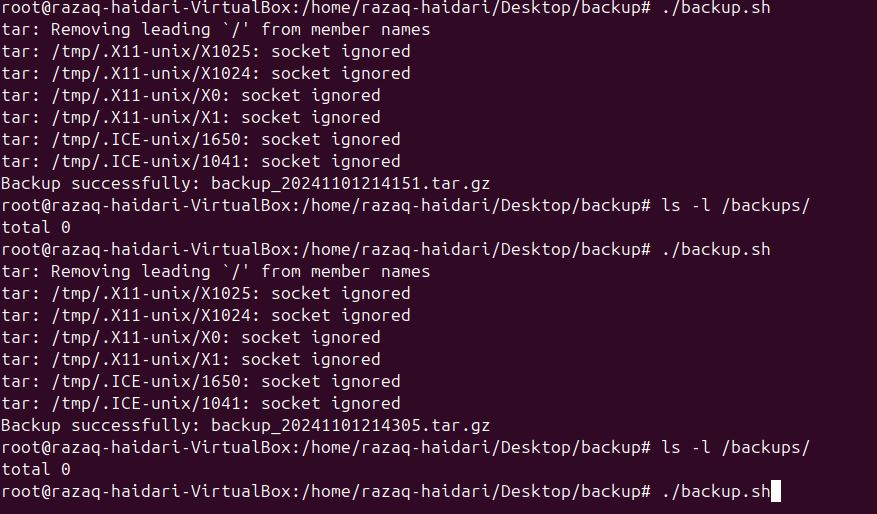 root@razaq-haidari-VirtualBox:/home/razaq-haidari/Desktop/backup# ./backup.sh
tar: Removing leading `/' from member names
tar: /tmp/.X11-unix/X1025: socket ignored
tar: /tmp/.X11-unix/X1024: socket ignored
tar: /tmp/.X11-unix/X0: socket ignored
tar: /tmp/.X11-unix/X1: socket ignored
tar: /tmp/.ICE-unix/1650: socket ignored
tar: /tmp/.ICE-unix/1041: socket ignored
Backup successfully: backup_20241101214151.tar.gz
root@razaq-haidari-VirtualBox:/home/razaq-haidari/Desktop/backup# ls -l /backups/
total 0
root@razaq-haidari-VirtualBox:/home/razaq-haidari/Desktop/backup# ./backup.sh
tar: Removing leading `/' from member names
tar: /tmp/.X11-unix/X1025: socket ignored
tar: /tmp/.X11-unix/X1024: socket ignored
tar: /tmp/.X11-unix/X0: socket ignored
tar: /tmp/.X11-unix/X1: socket ignored
tar: /tmp/.ICE-unix/1650: socket ignored
tar: /tmp/.ICE-unix/1041: socket ignored
Backup successfully: backup_20241101214305.tar.gz
root@razaq-haidari-VirtualBox:/home/razaq-haidari/Desktop/backup# ls -l /backups/
total 0
root@razaq-haidari-VirtualBox:/home/razaq-haidari/Desktop/backup# ./backup.sh